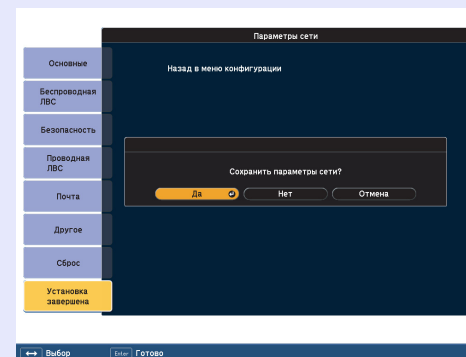 Параметры сети
Основные
Назад в меню конфигурации
Беспроводная
ЛВС
Безопасность
Проводная
ЛВС
Сохранить параметры сети?
Да
Нет
Отмена
Почта
Другое
Сброс
Установка
завершена
Выбор
Enter Готово